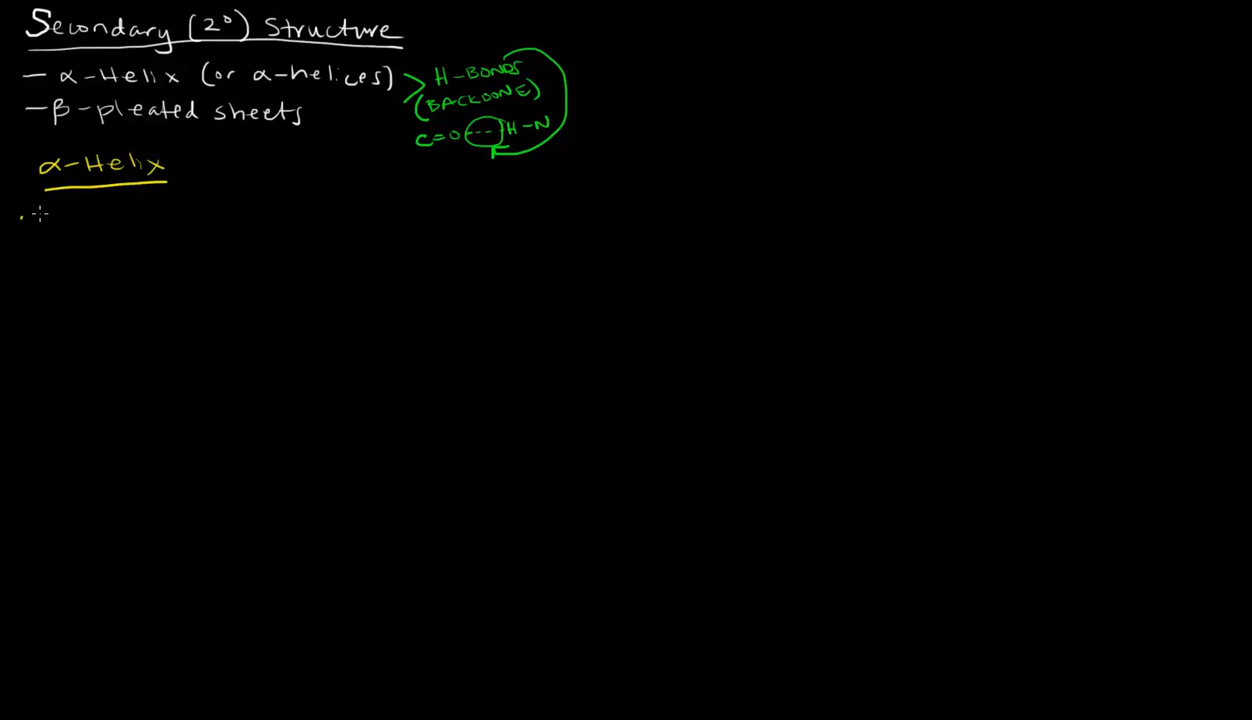 Secondary (2°) Structure
- α-Helix (or α-helices)
- β-pleated sheets
H-BONDS
(BACKBONE)
C=O---H-N
α-Helix